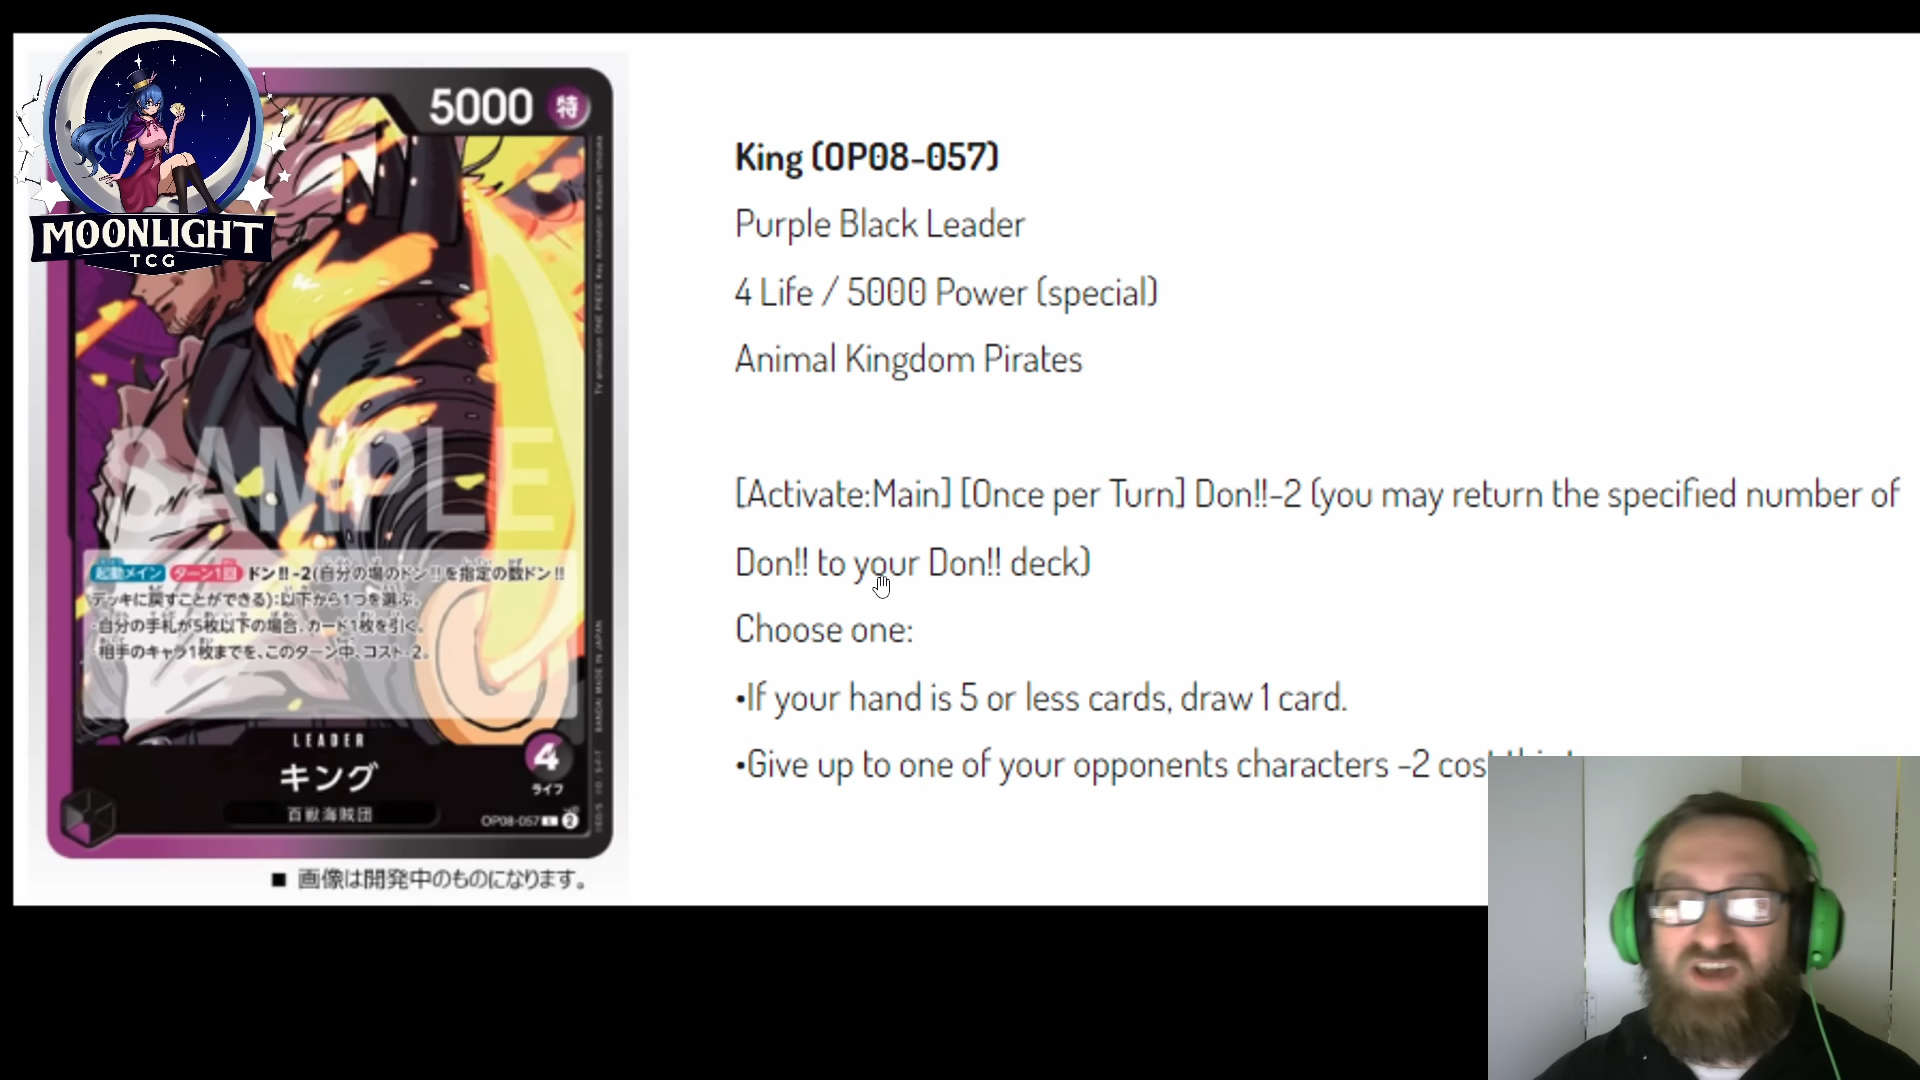 MOONLIGHT
TCG
5000 特
SAMPLE
起動メイン ターン1回 ドン!!-2(自分の場のドン!!を指定の数ドン!!
デッキに戻すことができる):以下から1つを選ぶ。
・自分の手札が5枚以下の場合、カード1枚を引く。
・相手のキャラ1枚までを、このターン中、コスト-2。
LEADER
キング
4
ライフ
百獣海賊団
OP08-057 L 2
■ 画像は開発中のものになります。
King (OP08-057)
Purple Black Leader
4 Life / 5000 Power (special)
Animal Kingdom Pirates
[Activate:Main] [Once per Turn] Don!!-2 (you may return the specified number of
Don!! to your Don!! deck)
Choose one:
•If your hand is 5 or less cards, draw 1 card.
•Give up to one of your opponents characters -2 cost